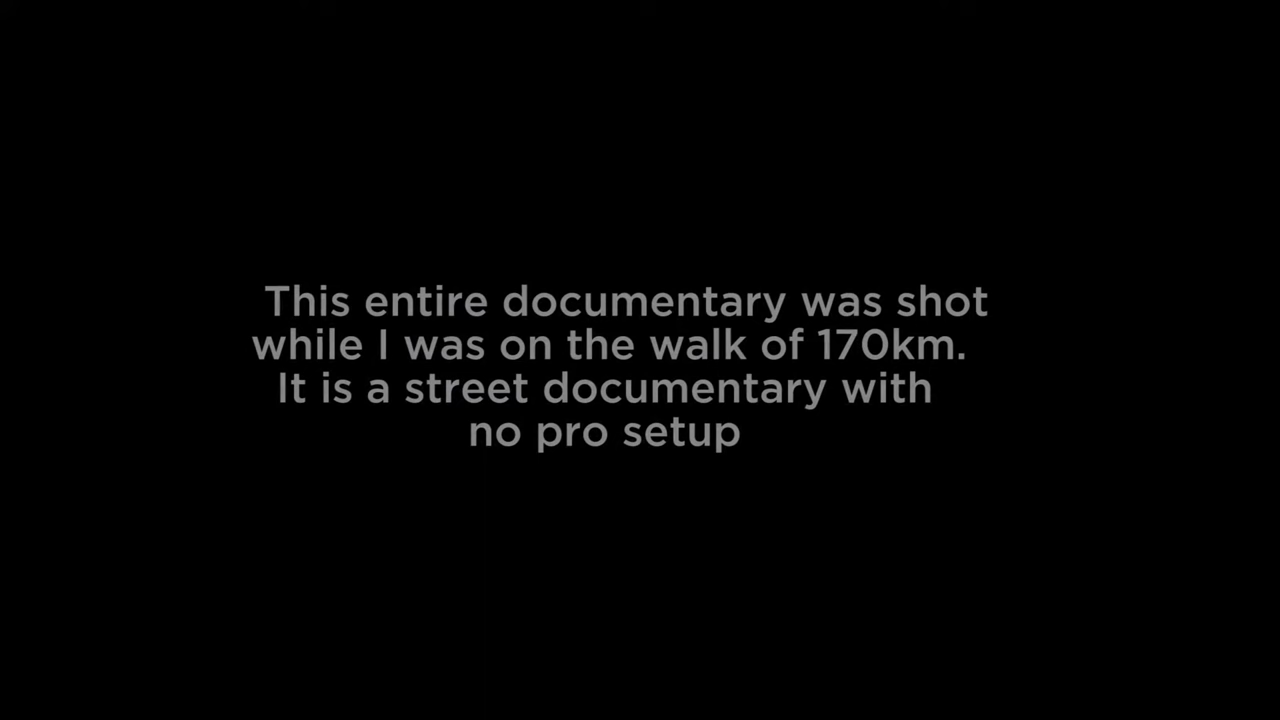 This entire documentary was shot
while I was on the walk of 170km.
It is a street documentary with
no pro setup